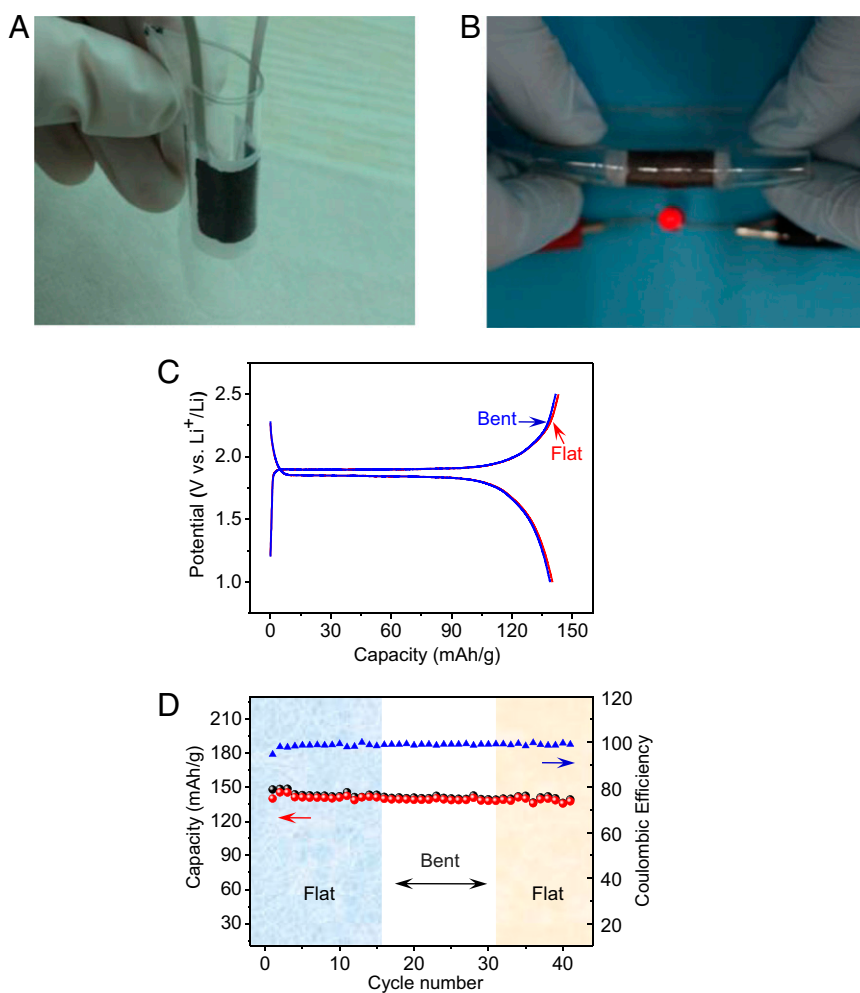 A
B
C
2.5
2.0
1.5
1.0
Potential (V vs. Li⁺/Li)
Bent
Flat
0 30 60 90 120 150
Capacity (mAh/g)
D
210
180
150
120
90
60
30
Capacity (mAh/g)
120
100
80
60
40
20
Coulombic Efficiency
Bent
Flat
Flat
0 10 20 30 40
Cycle number